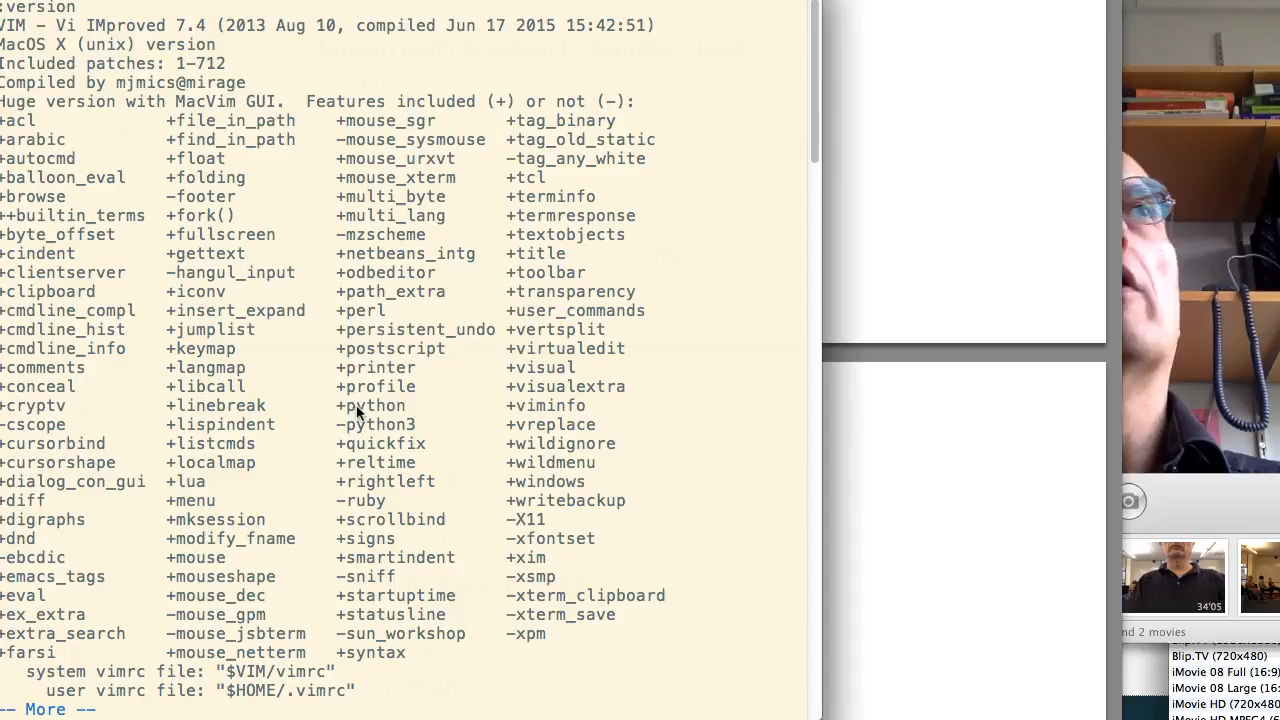 :version
VIM - Vi IMproved 7.4 (2013 Aug 10, compiled Jun 17 2015 15:42:51)
MacOS X (unix) version
Included patches: 1-712
Compiled by mjmics@mirage
Huge version with MacVim GUI.  Features included (+) or not (-):
+acl +file_in_path +mouse_sgr +tag_binary
+arabic +find_in_path -mouse_sysmouse +tag_old_static
+autocmd +float +mouse_urxvt -tag_any_white
+balloon_eval +folding +mouse_xterm +tcl
+browse -footer +multi_byte +terminfo
++builtin_terms +fork() +multi_lang +termresponse
+byte_offset +fullscreen -mzscheme +textobjects
+cindent +gettext +netbeans_intg +title
+clientserver -hangul_input +odbeditor +toolbar
+clipboard +iconv +path_extra +transparency
+cmdline_compl +insert_expand +perl +user_commands
+cmdline_hist +jumplist +persistent_undo +vertsplit
+cmdline_info +keymap +postscript +virtualedit
+comments +langmap +printer +visual
+conceal +libcall +profile +visualextra
+cryptv +linebreak +python +viminfo
-cscope +lispindent -python3 +vreplace
+cursorbind +listcmds +quickfix +wildignore
+cursorshape +localmap +reltime +wildmenu
+dialog_con_gui +lua +rightleft +windows
+diff +menu -ruby +writebackup
+digraphs +mksession +scrollbind -X11
+dnd +modify_fname +signs -xfontset
-ebcdic +mouse +smartindent +xim
+emacs_tags +mouseshape -sniff -xsmp
+eval +mouse_dec +startuptime -xterm_clipboard
+ex_extra -mouse_gpm +statusline -xterm_save
+extra_search -mouse_jsbterm -sun_workshop -xpm
+farsi +mouse_netterm +syntax
system vimrc file: "$VIM/vimrc"
user vimrc file: "$HOME/.vimrc"
-- More --
34'05
nd 2 movies
Blip.TV (720x480)
iMovie 08 Full (16:9)
iMovie 08 Large (16:
iMovie HD (720x480